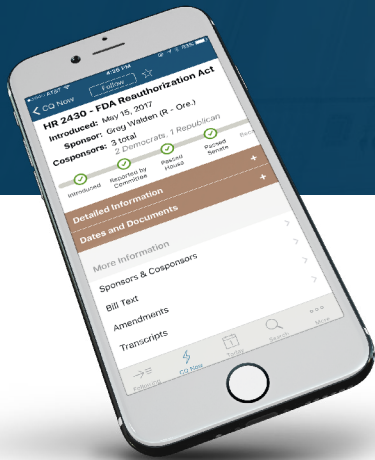 AT&T 4:26 PM 93%
CQ Now Follow
HR 2430 - FDA Reauthorization Act
Introduced: May 15, 2017
Sponsor: Greg Walden (R - Ore.)
Cosponsors: 3 total
2 Democrats, 1 Republican
Introduced Reported by Committee Passed House Passed Senate
Detailed Information +
Dates and Documents +
More Information
Sponsors & Cosponsors
Bill Text
Amendments
Transcripts
Following CQ Now Today Search More